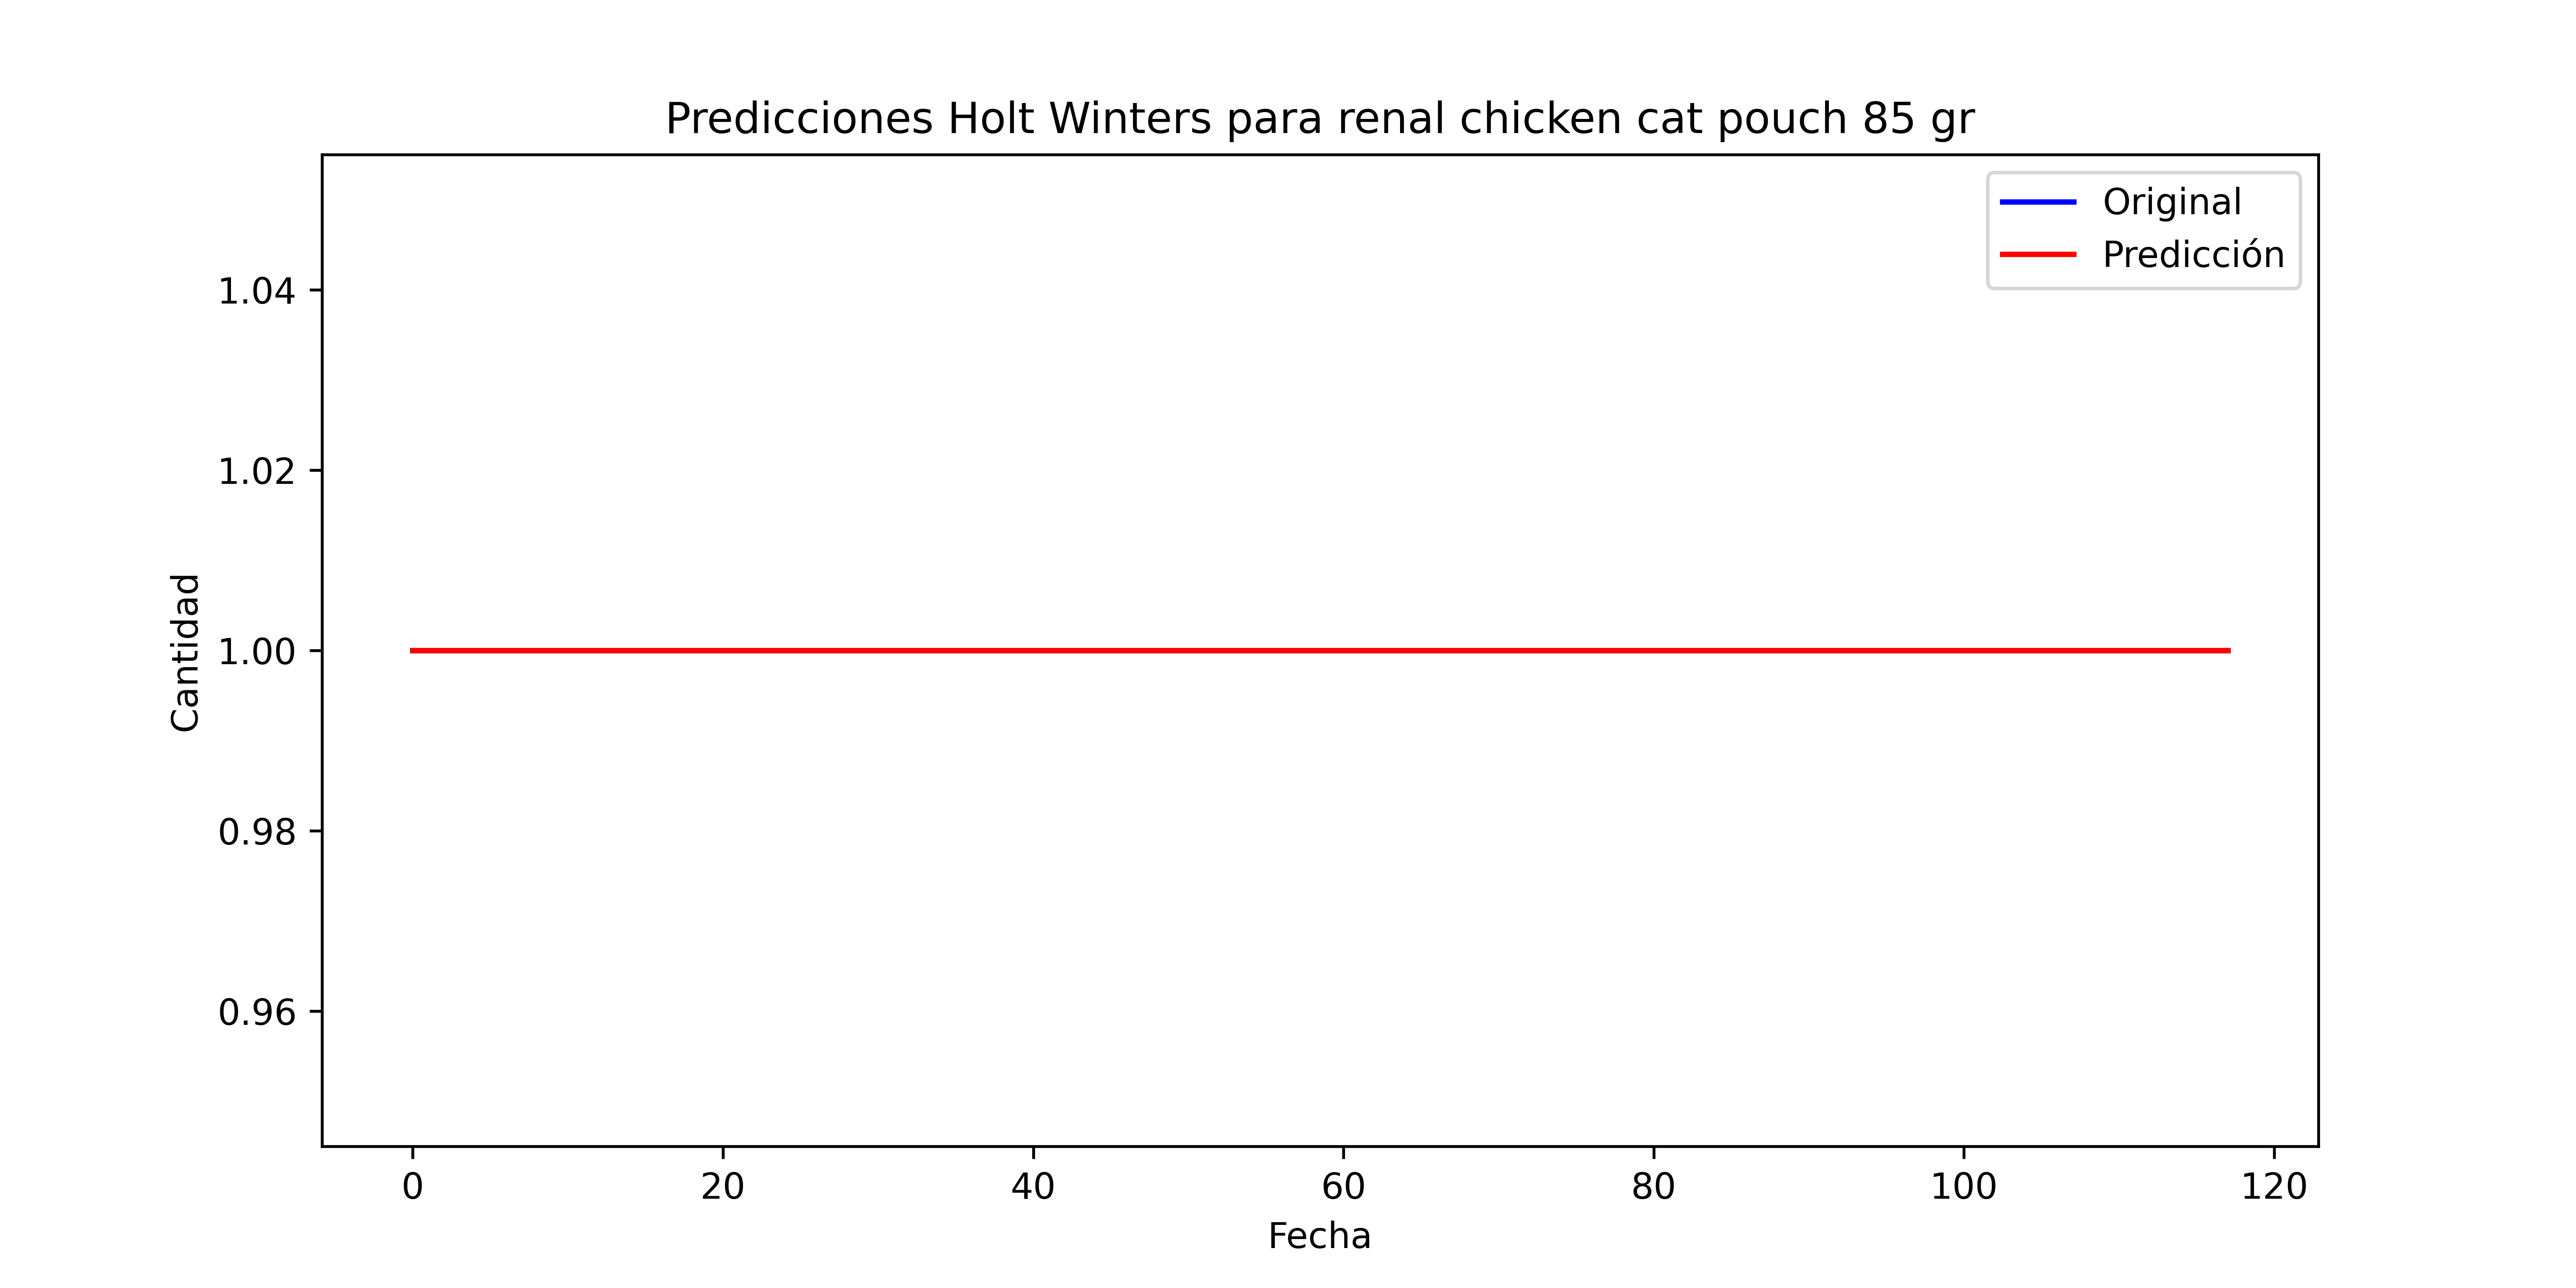 Predicciones Holt Winters para renal chicken cat pouch 85 gr
Original
Predicción
1.04
1.02
1.00
0.98
0.96
Cantidad
0 20 40 60 80 100 120
Fecha